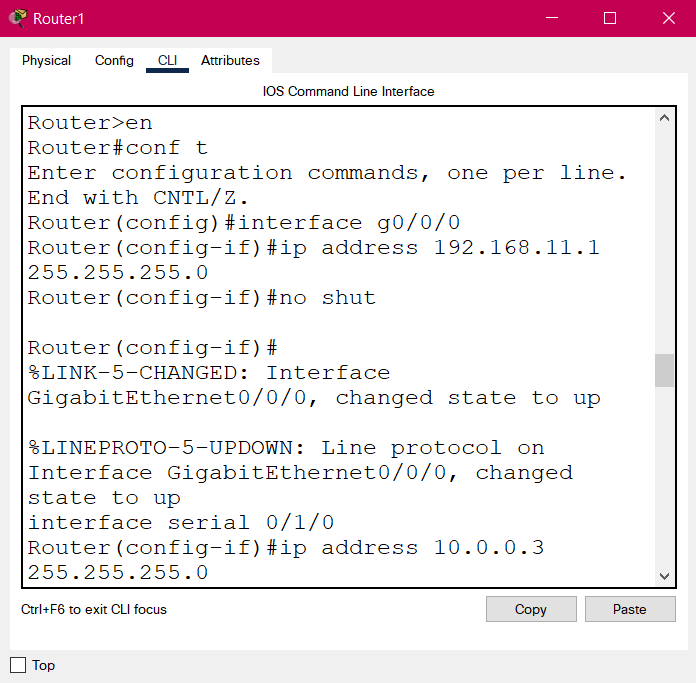 Router1
Physical Config CLI Attributes
IOS Command Line Interface
Router>en
Router#conf t
Enter configuration commands, one per line.
End with CNTL/Z.
Router(config)#interface g0/0/0
Router(config-if)#ip address 192.168.11.1
255.255.255.0
Router(config-if)#no shut
Router(config-if)#
%LINK-5-CHANGED: Interface
GigabitEthernet0/0/0, changed state to up
%LINEPROTO-5-UPDOWN: Line protocol on
Interface GigabitEthernet0/0/0, changed
state to up
interface serial 0/1/0
Router(config-if)#ip address 10.0.0.3
255.255.255.0
Ctrl+F6 to exit CLI focus
Copy Paste
Top